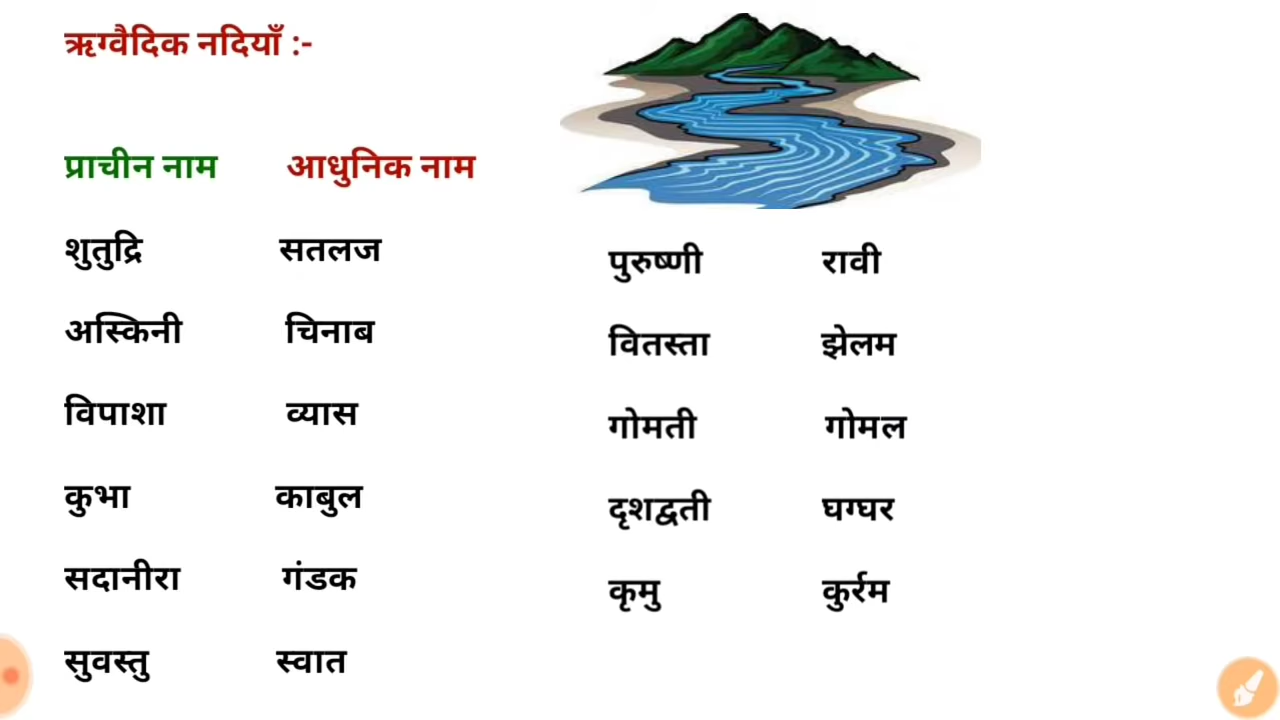 ऋग्वैदिक नदियाँ :-
प्राचीन नाम आधुनिक नाम
शुतुद्रि सतलज
अस्किनी चिनाब
विपाशा व्यास
कुभा काबुल
सदानीरा गंडक
सुवस्तु स्वात
पुरुष्णी रावी
वितस्ता झेलम
गोमती गोमल
दृशद्वती घग्घर
कृमु कुर्रम